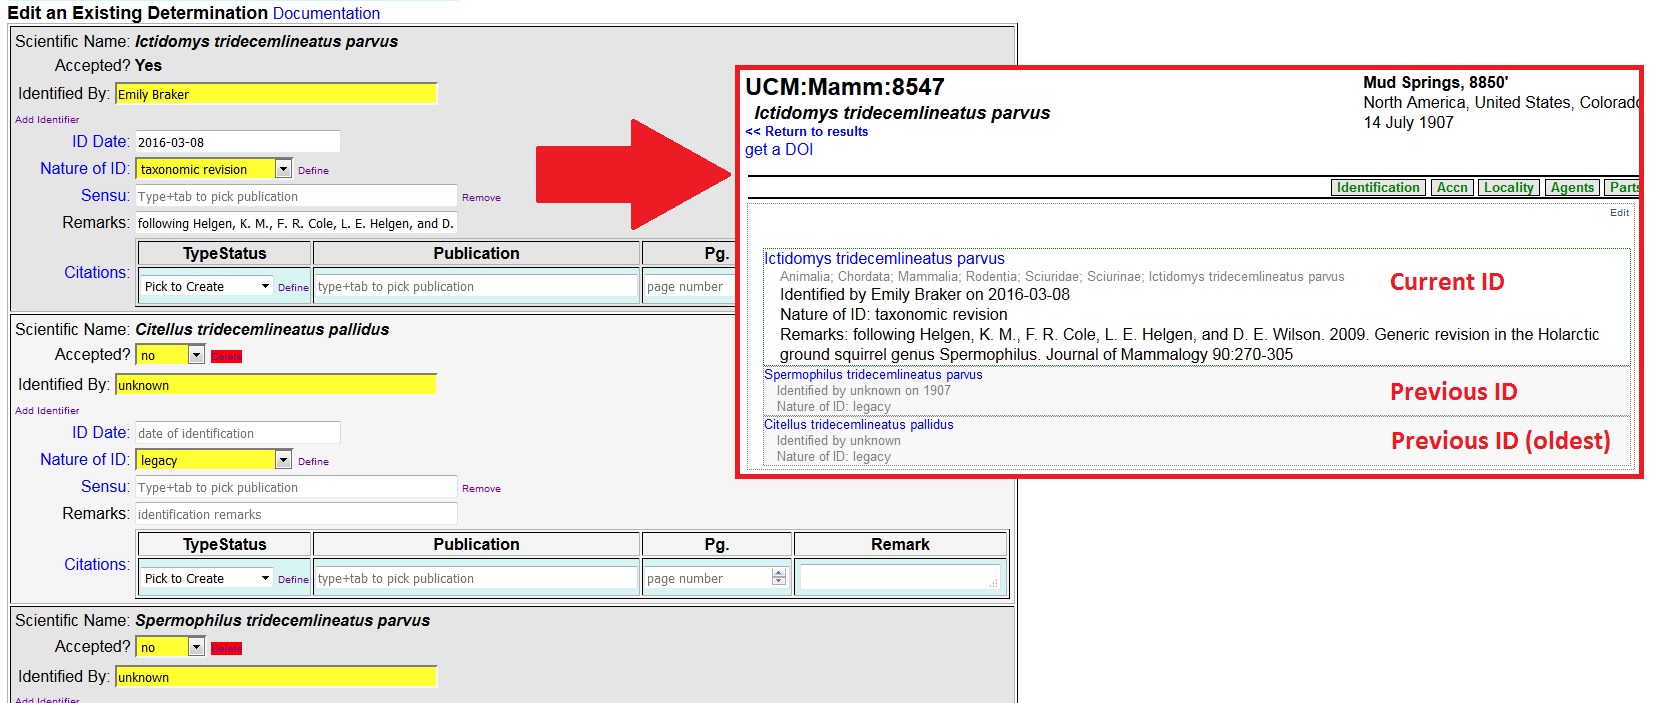 Edit an Existing Determination Documentation
Scientific Name: Ictidomys tridecemlineatus parvus
Accepted? Yes
Identified By: Emily Braker
Add Identifier
ID Date: 2016-03-08
Nature of ID: taxonomic revision Define
Sensu: Type+tab to pick publication Remove
Remarks: following Helgen, K. M., F. R. Cole, L. E. Helgen, and D.
TypeStatus Publication Pg.
Citations: Pick to Create Define type+tab to pick publication page number
Scientific Name: Citellus tridecemlineatus pallidus
Accepted? no Delete
Identified By: unknown
Add Identifier
ID Date: date of identification
Nature of ID: legacy Define
Sensu: Type+tab to pick publication Remove
Remarks: identification remarks
TypeStatus Publication Pg. Remark
Citations: Pick to Create Define type+tab to pick publication page number
Scientific Name: Spermophilus tridecemlineatus parvus
Accepted? no Delete
Identified By: unknown
Add Identifier
UCM:Mamm:8547
Ictidomys tridecemlineatus parvus
<< Return to results
get a DOI
Mud Springs, 8850'
North America, United States, Colorado
14 July 1907
Identification Accn Locality Agents Parts
Edit
Ictidomys tridecemlineatus parvus
Animalia; Chordata; Mammalia; Rodentia; Sciuridae; Sciurinae; Ictidomys tridecemlineatus parvus
Identified by Emily Braker on 2016-03-08
Nature of ID: taxonomic revision
Remarks: following Helgen, K. M., F. R. Cole, L. E. Helgen, and D. E. Wilson. 2009. Generic revision in the Holarctic
ground squirrel genus Spermophilus. Journal of Mammalogy 90:270-305
Current ID
Spermophilus tridecemlineatus parvus
Identified by unknown on 1907
Nature of ID: legacy
Previous ID
Citellus tridecemlineatus pallidus
Identified by unknown
Nature of ID: legacy
Previous ID (oldest)